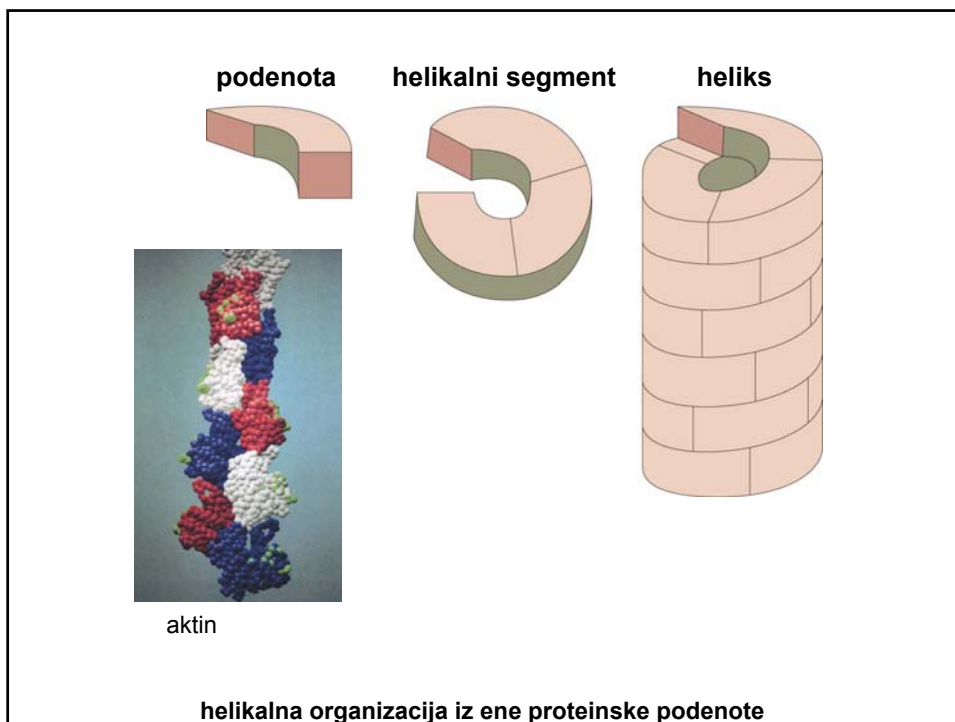 podenota helikalni segment heliks
aktin
helikalna organizacija iz ene proteinske podenote